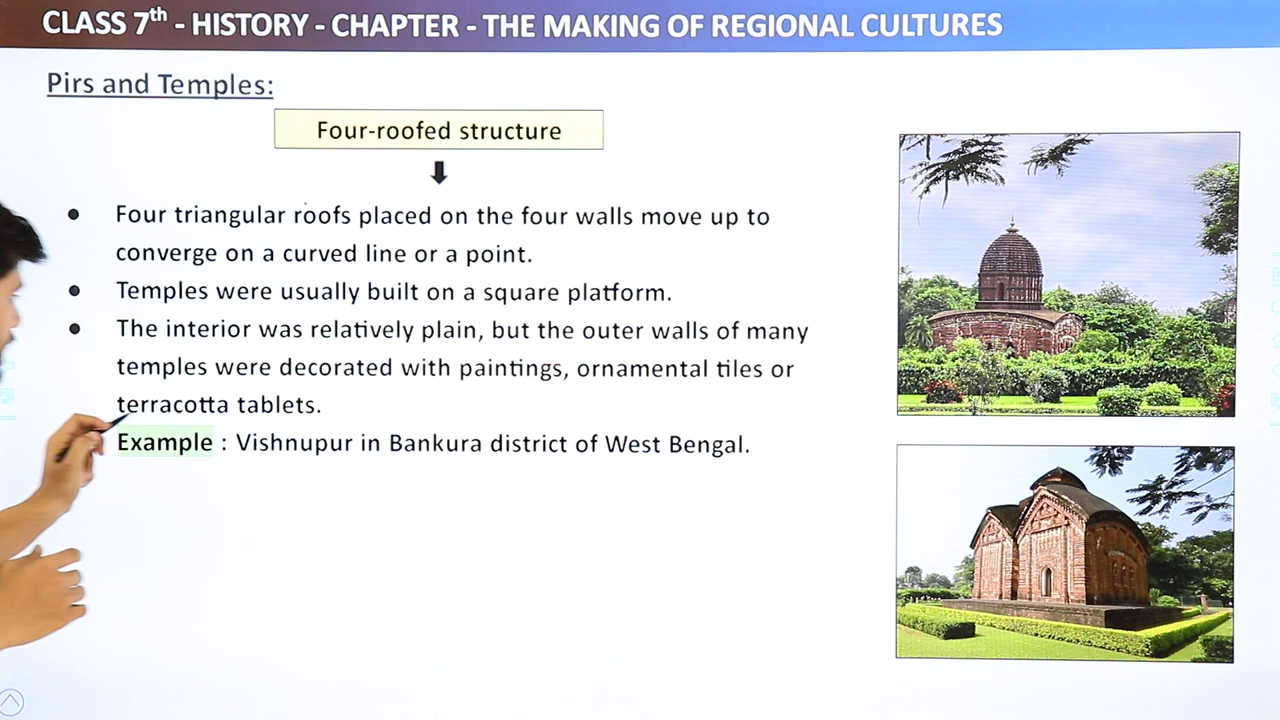 CLASS 7th - HISTORY - CHAPTER - THE MAKING OF REGIONAL CULTURES
Pirs and Temples:
Four-roofed structure
Four triangular roofs placed on the four walls move up to
converge on a curved line or a point.
Temples were usually built on a square platform.
The interior was relatively plain, but the outer walls of many
temples were decorated with paintings, ornamental tiles or
terracotta tablets.
Example : Vishnupur in Bankura district of West Bengal.